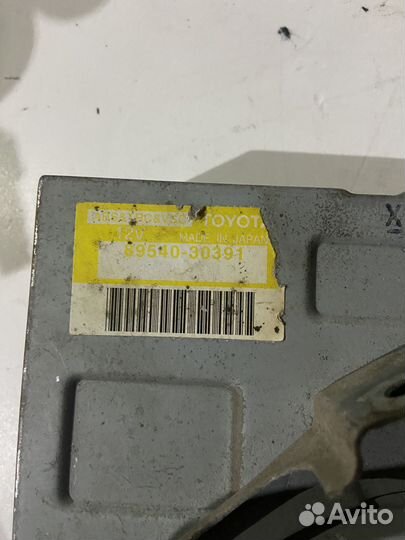 TOYOTA
12V MADE IN JAPAN
89540-30391
X
Avito